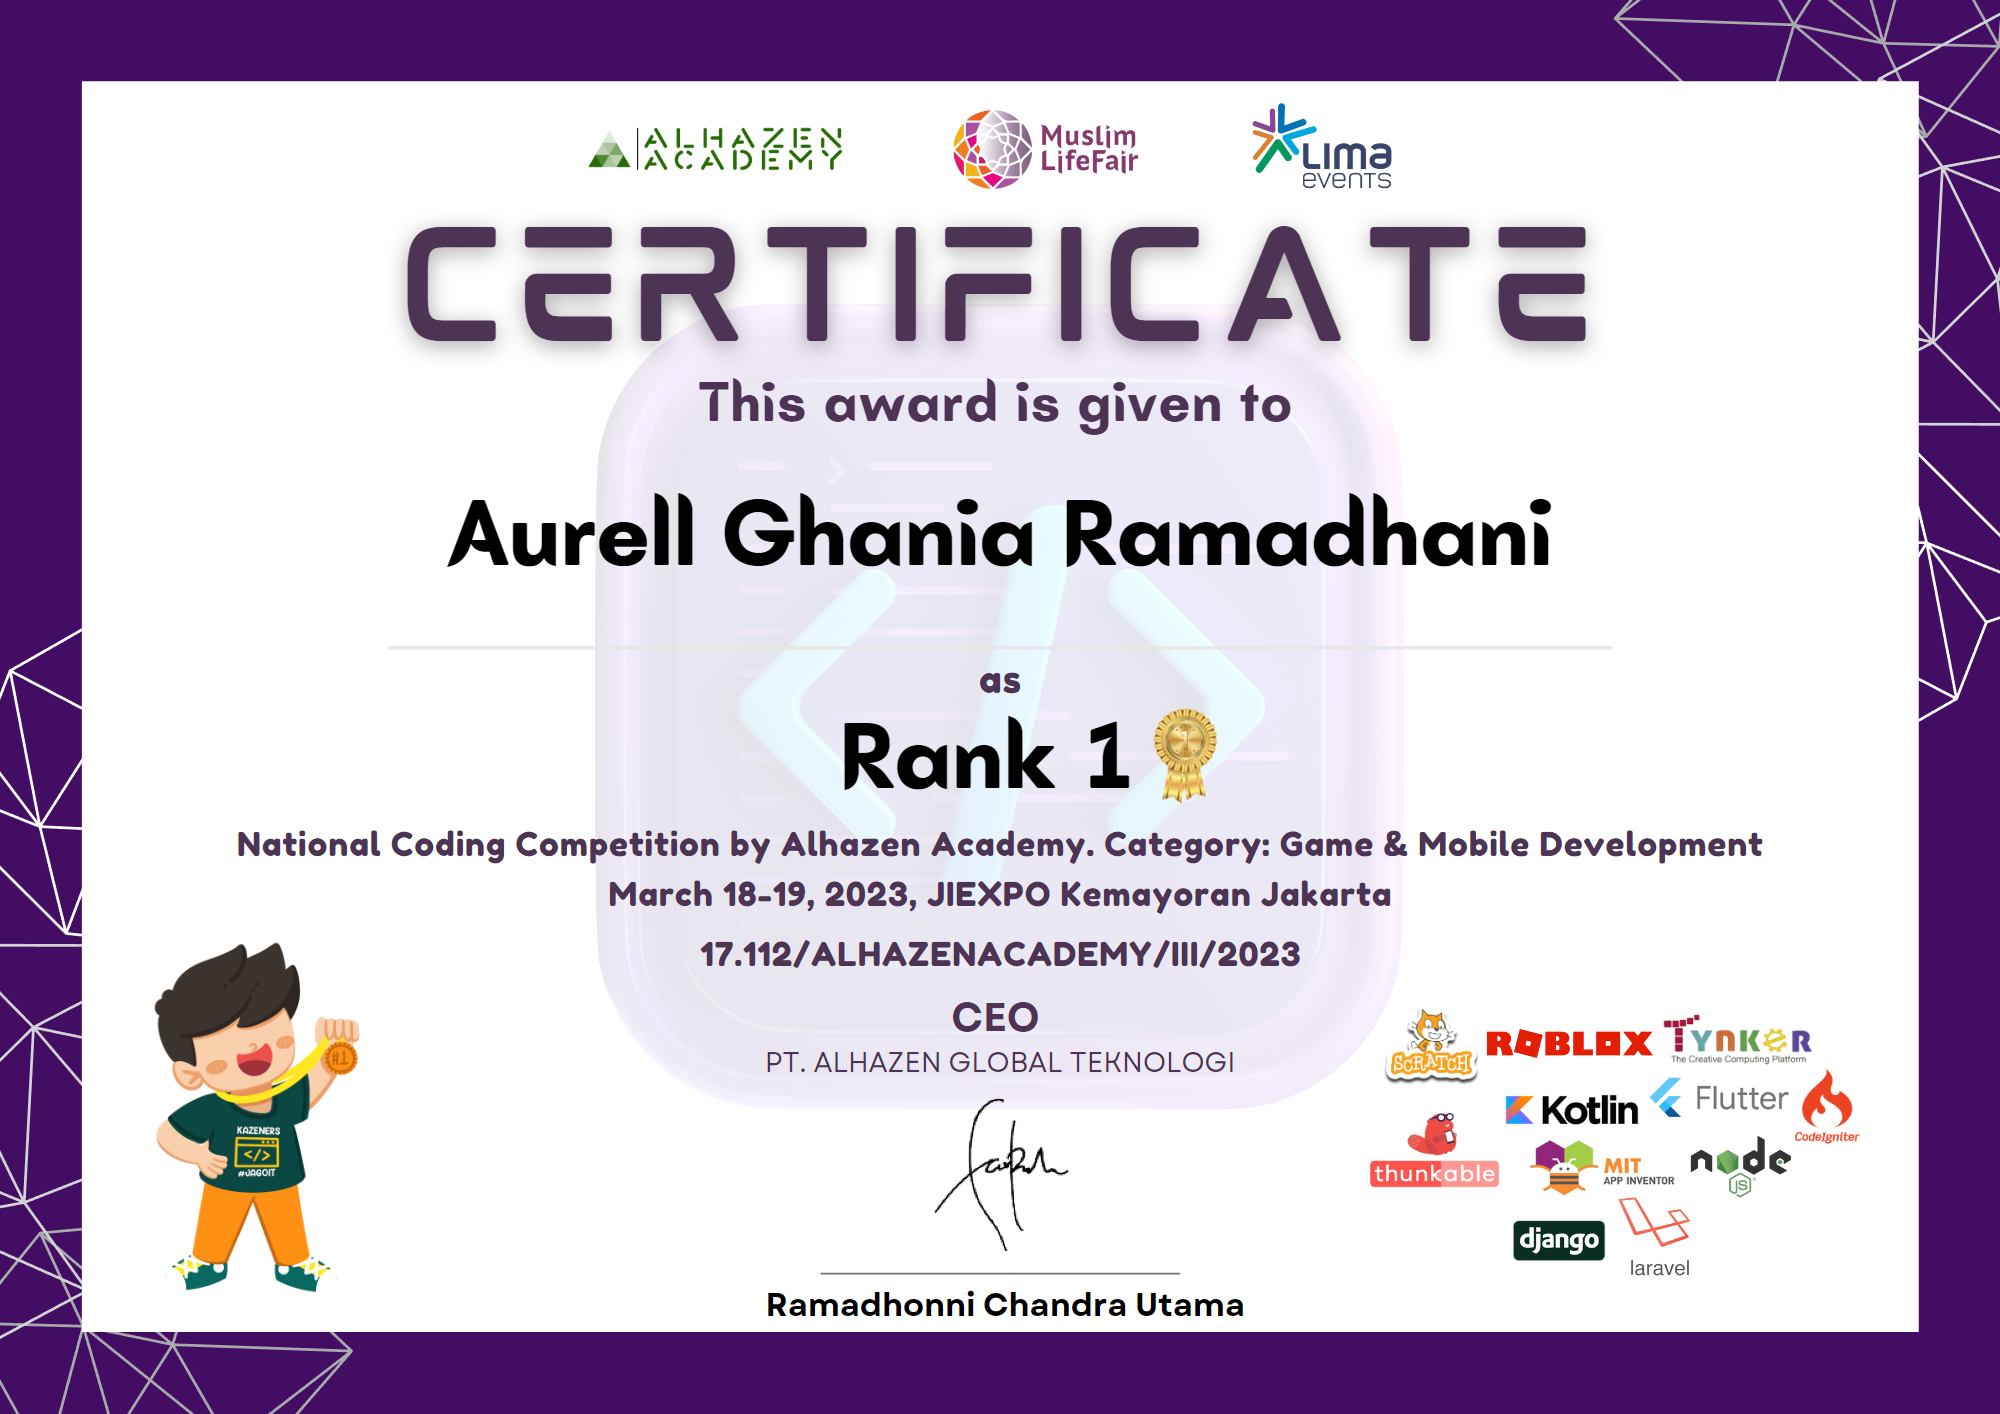 ALHAZEN
ACADEMY
Muslim
LifeFair
LIMA
events
CERTIFICATE
This award is given to
Aurell Ghania Ramadhani
as
Rank 1
1
National Coding Competition by Alhazen Academy. Category: Game & Mobile Development
March 18-19, 2023, JIEXPO Kemayoran Jakarta
17.112/ALHAZENACADEMY/III/2023
CEO
PT. ALHAZEN GLOBAL TEKNOLOGI
Ramadhonni Chandra Utama
#1
KAZENERS
</>
#JAGOIT
SCRATCH
ROBLOX
TYNKER
The Creative Computing Platform
Kotlin
Flutter
CodeIgniter
thunkable
MIT
APP INVENTOR
node
JS
django
laravel